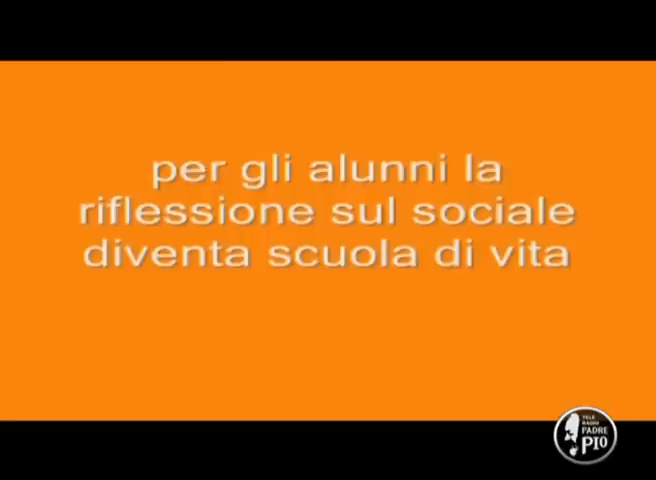 per gli alunni la
riflessione sul sociale
diventa scuola di vita
TELE
RADIO
PADRE
PIO